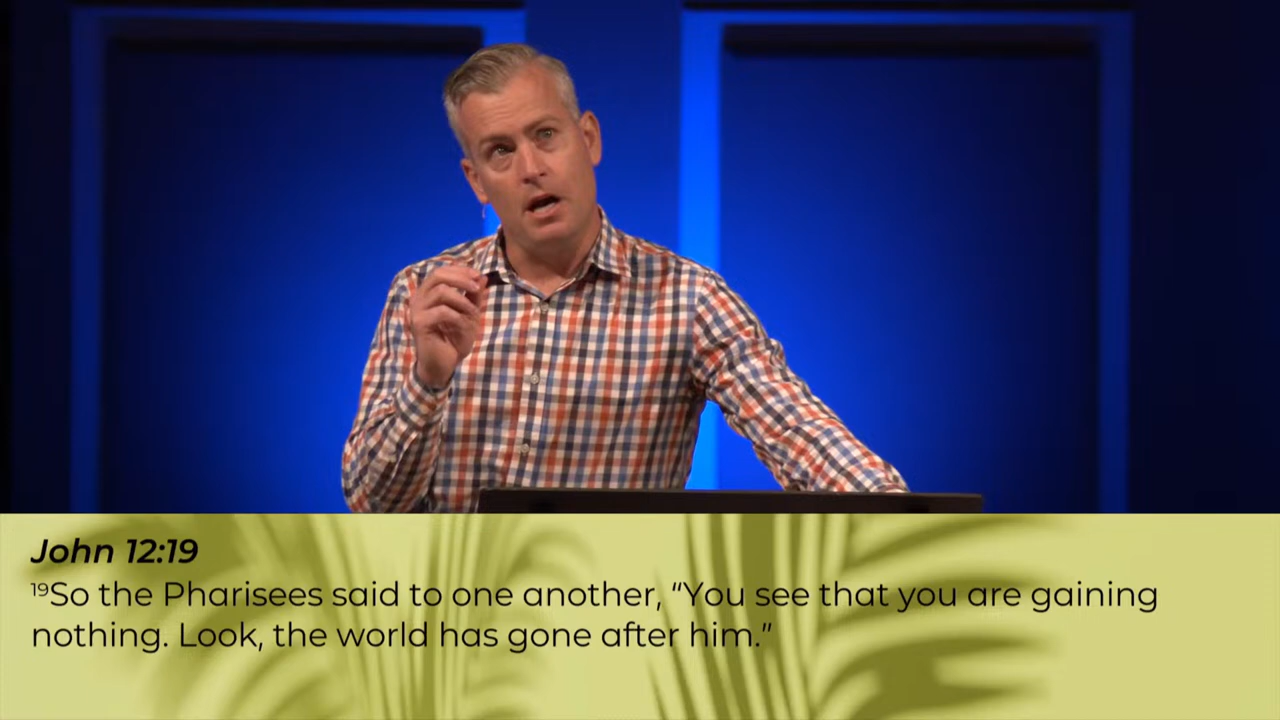 John 12:19
¹⁹So the Pharisees said to one another, “You see that you are gaining
nothing. Look, the world has gone after him.”